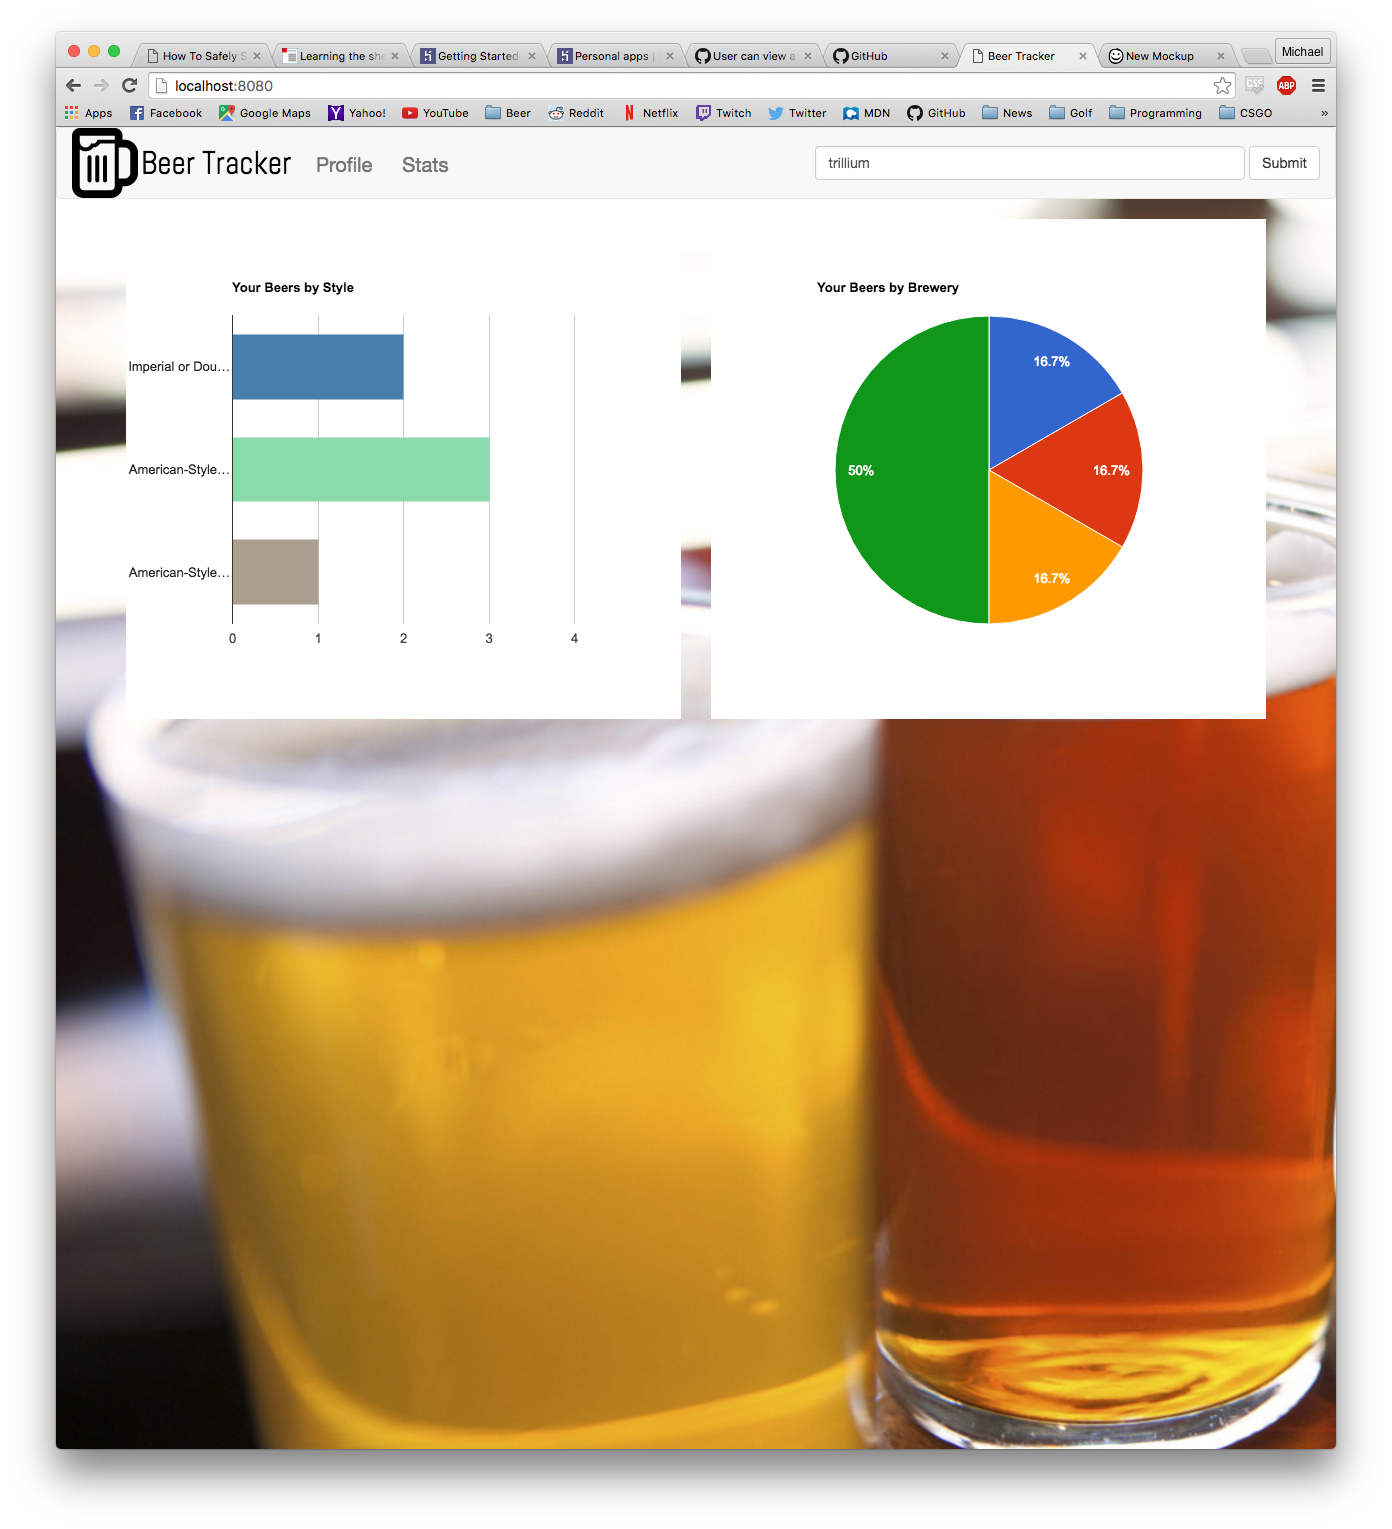 How To Safely S
Learning the she
Getting Started
Personal apps |
User can view a
GitHub
Beer Tracker
New Mockup
Michael
localhost:8080
ABP
Apps
Facebook
Google Maps
Yahoo!
YouTube
Beer
Reddit
Netflix
Twitch
Twitter
MDN
GitHub
News
Golf
Programming
CSGO
»
Beer Tracker
Profile
Stats
trillium
Submit
Your Beers by Style
Imperial or Dou...
American-Style...
American-Style...
0 1 2 3 4
Your Beers by Brewery
16.7%
16.7%
16.7%
50%